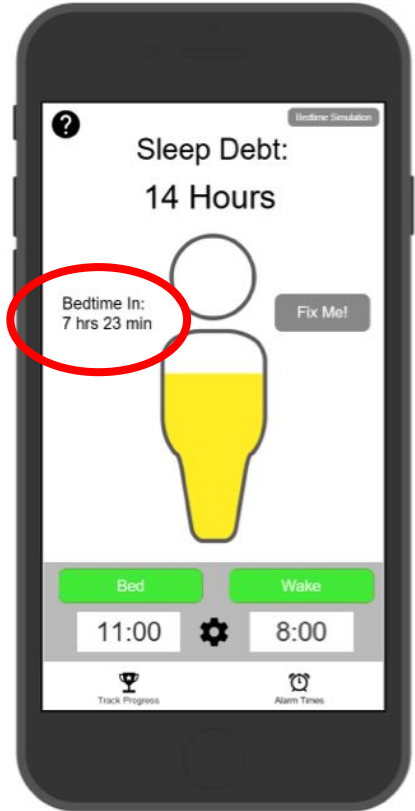 ?
Bedtime Simulation
Sleep Debt:
14 Hours
Bedtime In:
7 hrs 23 min
Fix Me!
Bed
Wake
11:00
8:00
Track Progress
Alarm Times